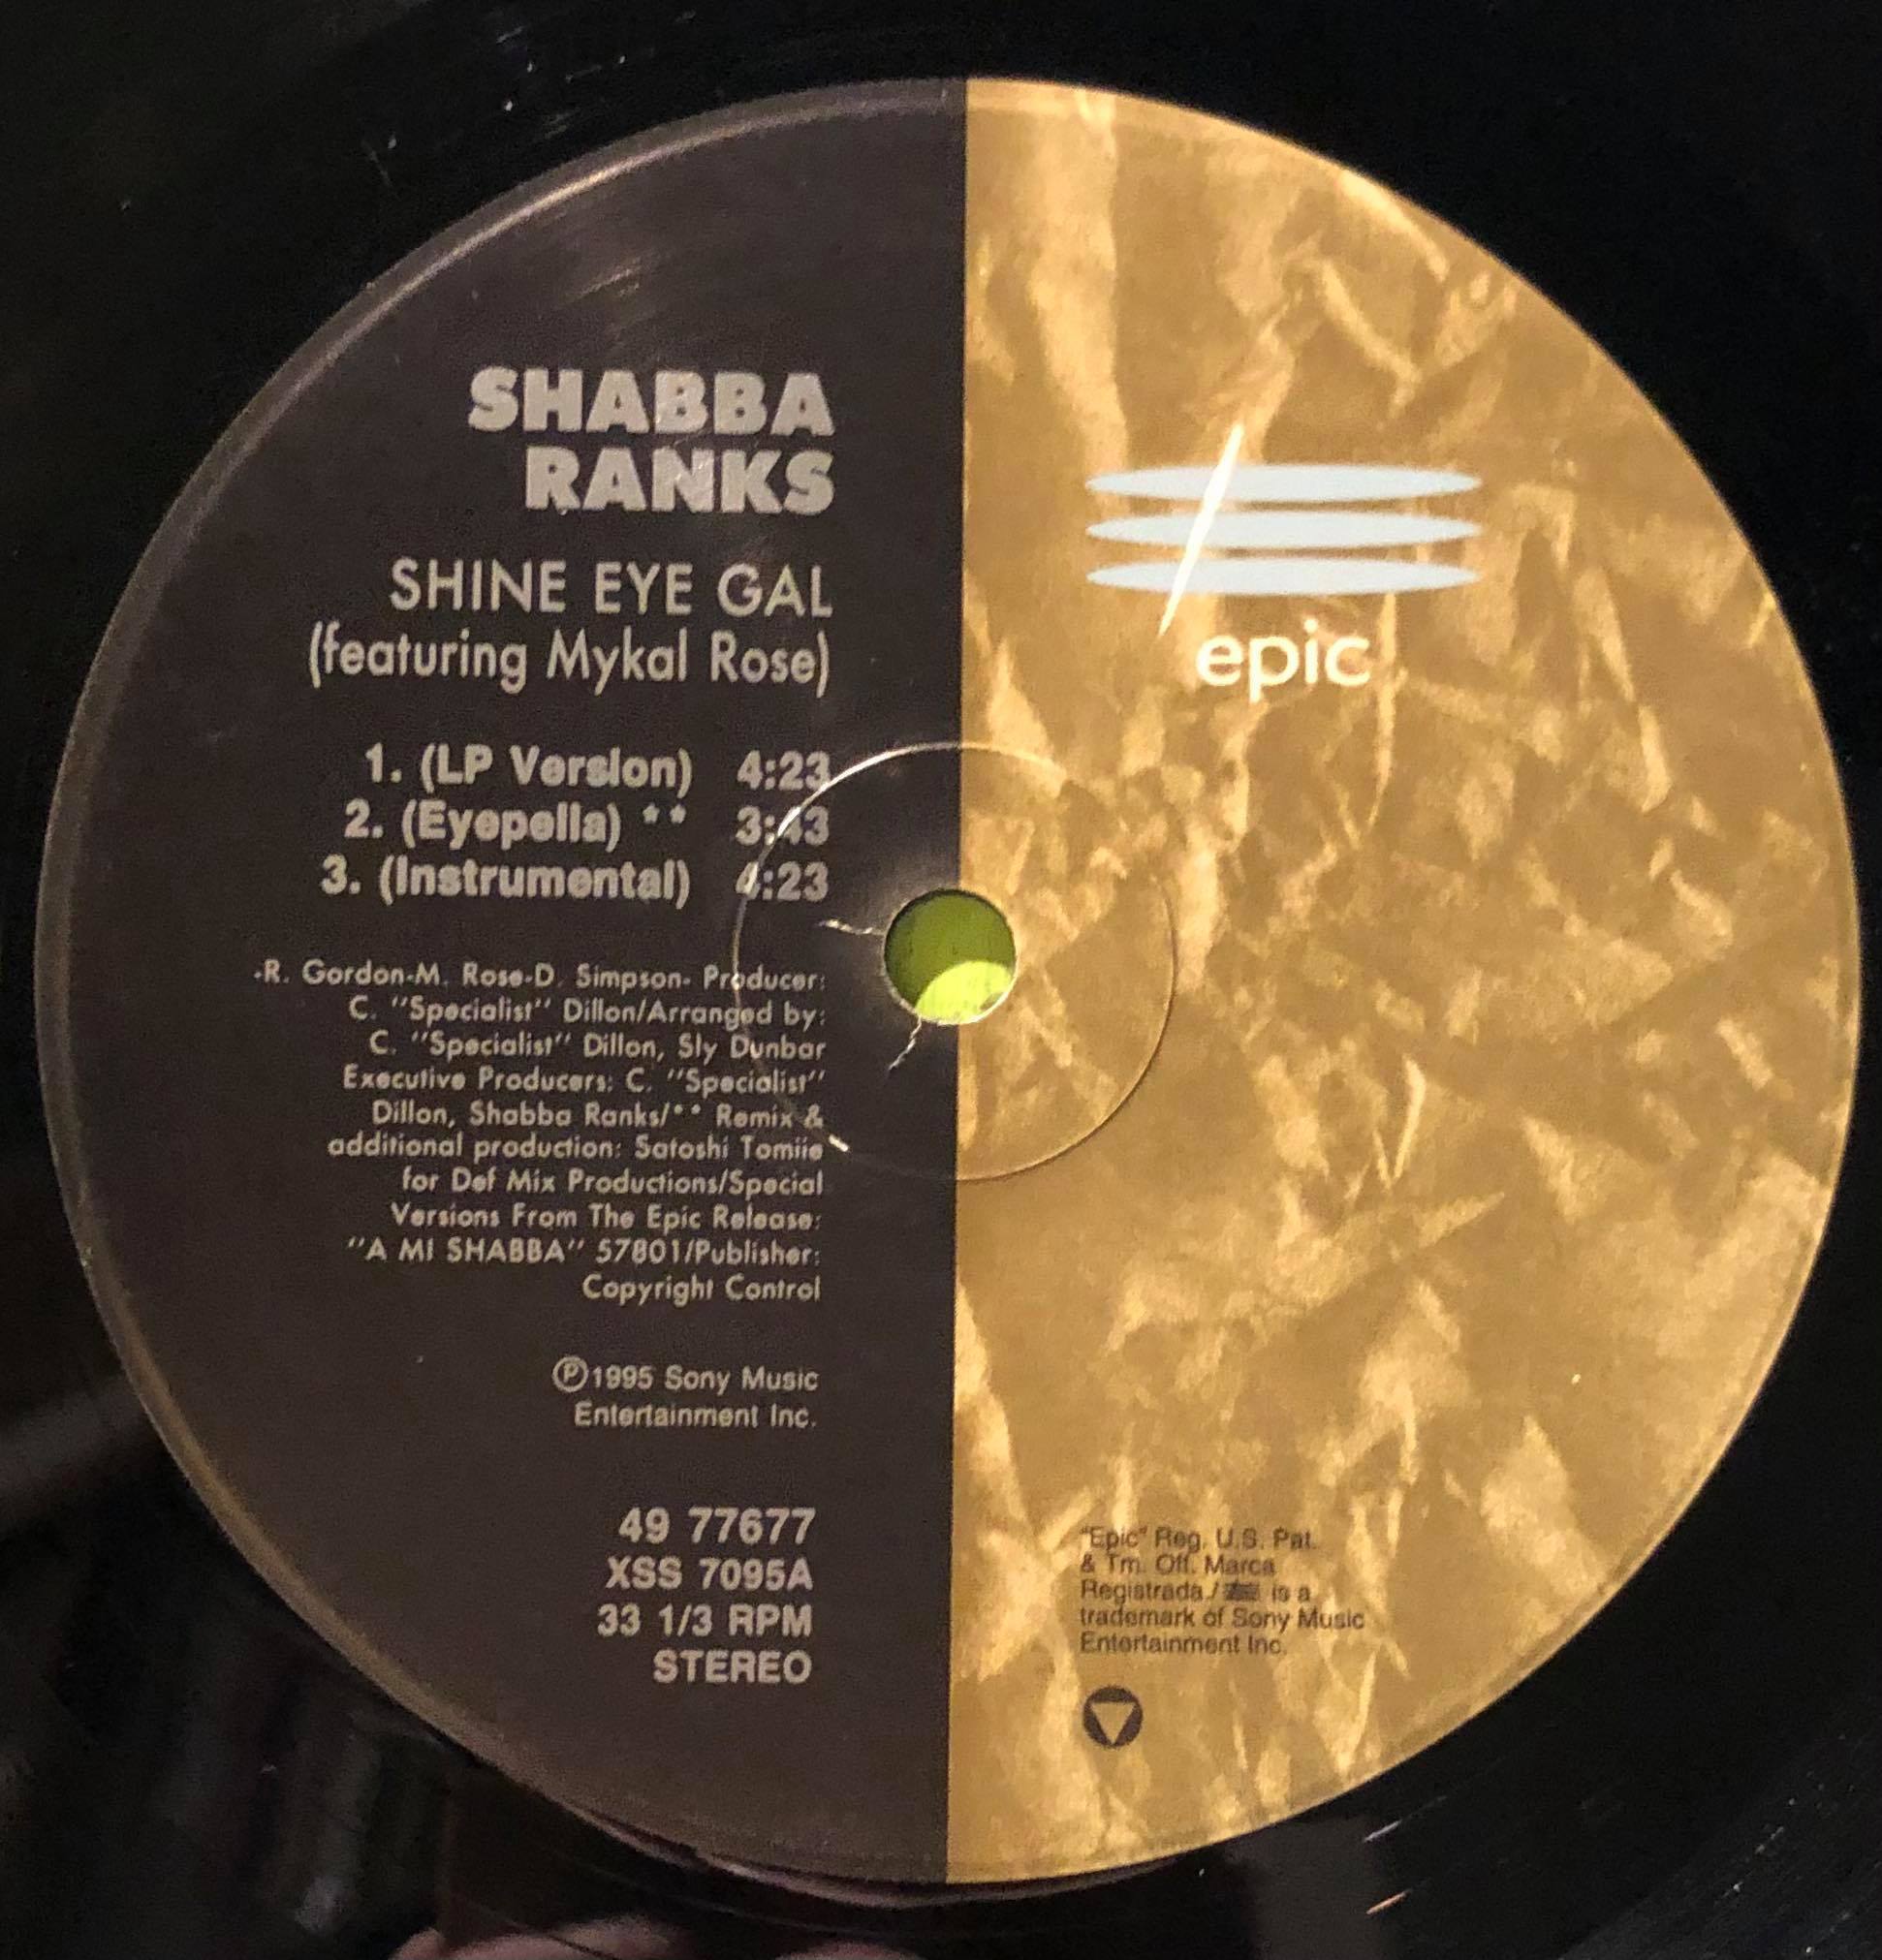 SHABBA
RANKS
SHINE EYE GAL
(featuring Mykal Rose)
1. (LP Version) 4:23
2. (Eyepella) ** 3:43
3. (Instrumental) 4:23
-R. Gordon-M. Rose-D. Simpson- Producer:
C. "Specialist" Dillon/Arranged by:
C. "Specialist" Dillon, Sly Dunbar
Executive Producers: C. "Specialist"
Dillon, Shabba Ranks/** Remix &
additional production: Satoshi Tomiie
for Def Mix Productions/Special
Versions From The Epic Release:
"A MI SHABBA" 57801/Publisher:
Copyright Control
Ⓟ1995 Sony Music
Entertainment Inc.
49 77677
XSS 7095A
33 1/3 RPM
STEREO
epic
"Epic" Reg. U.S. Pat.
& Tm. Off. Marca
Registrada./ is a
trademark of Sony Music
Entertainment Inc.